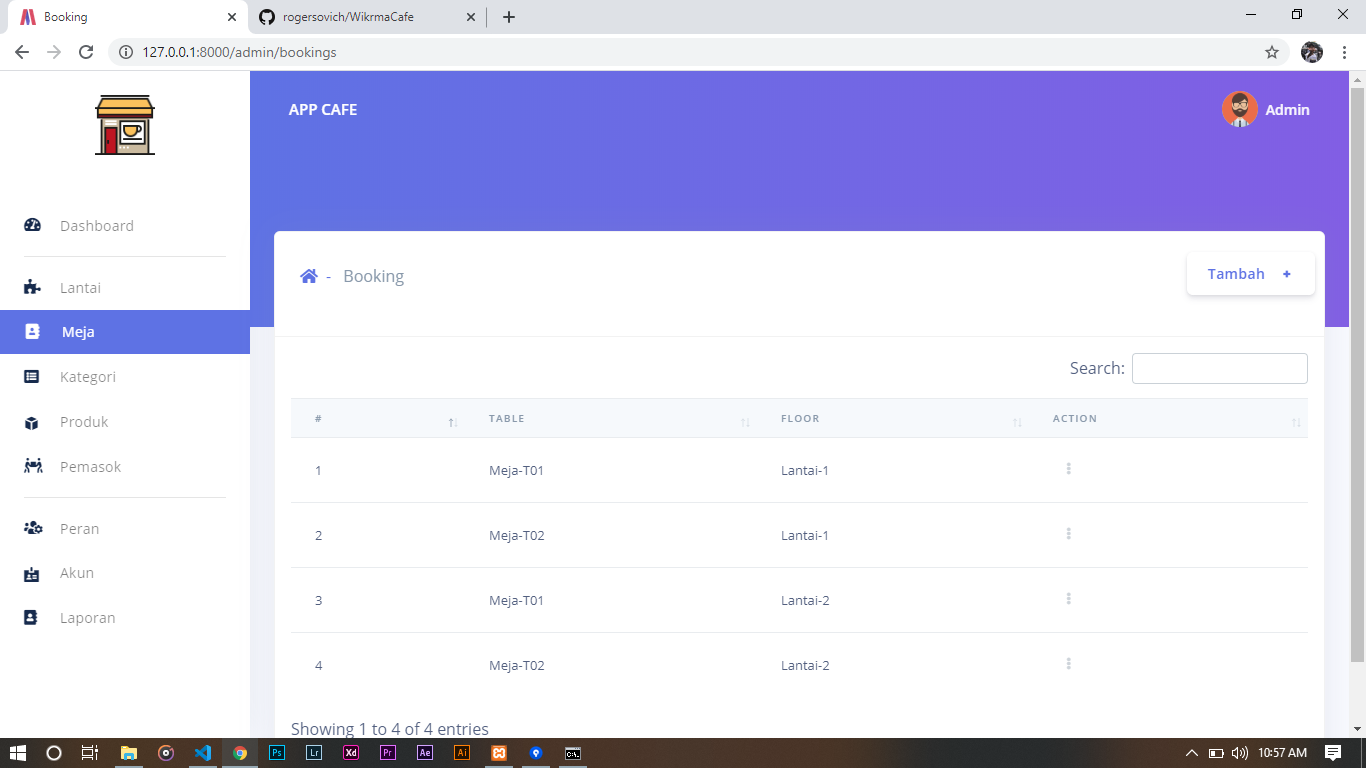 Booking
rogersovich/WikrmaCafe
127.0.0.1:8000/admin/bookings
APP CAFE
Admin
Dashboard
Lantai
Meja
Kategori
Produk
Pemasok
Peran
Akun
Laporan
- Booking
Tambah +
Search:
# TABLE FLOOR ACTION
1 Meja-T01 Lantai-1
2 Meja-T02 Lantai-1
3 Meja-T01 Lantai-2
4 Meja-T02 Lantai-2
Showing 1 to 4 of 4 entries
Ps Lr Xd Pr Ae Ai
10:57 AM